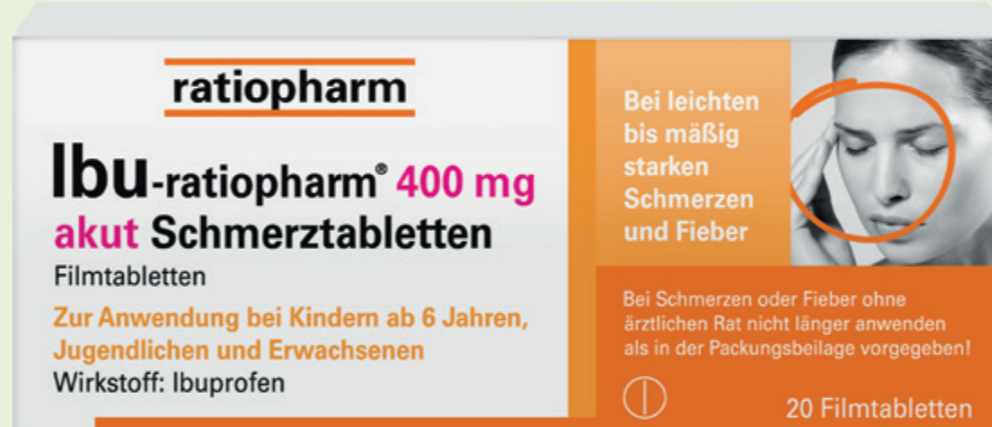 ratiopharm
Ibu-ratiopharm® 400 mg
akut Schmerztabletten
Filmtabletten
Zur Anwendung bei Kindern ab 6 Jahren,
Jugendlichen und Erwachsenen
Wirkstoff: Ibuprofen
Bei leichten
bis mäßig
starken
Schmerzen
und Fieber
Bei Schmerzen oder Fieber ohne
ärztlichen Rat nicht länger anwenden
als in der Packungsbeilage vorgegeben!
20 Filmtabletten